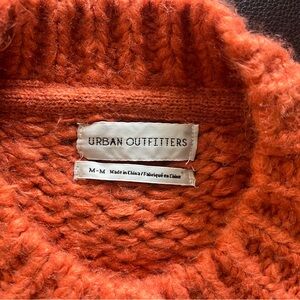 URBAN OUTFITTERS
M-M Made in China / Fabriqué en Chine